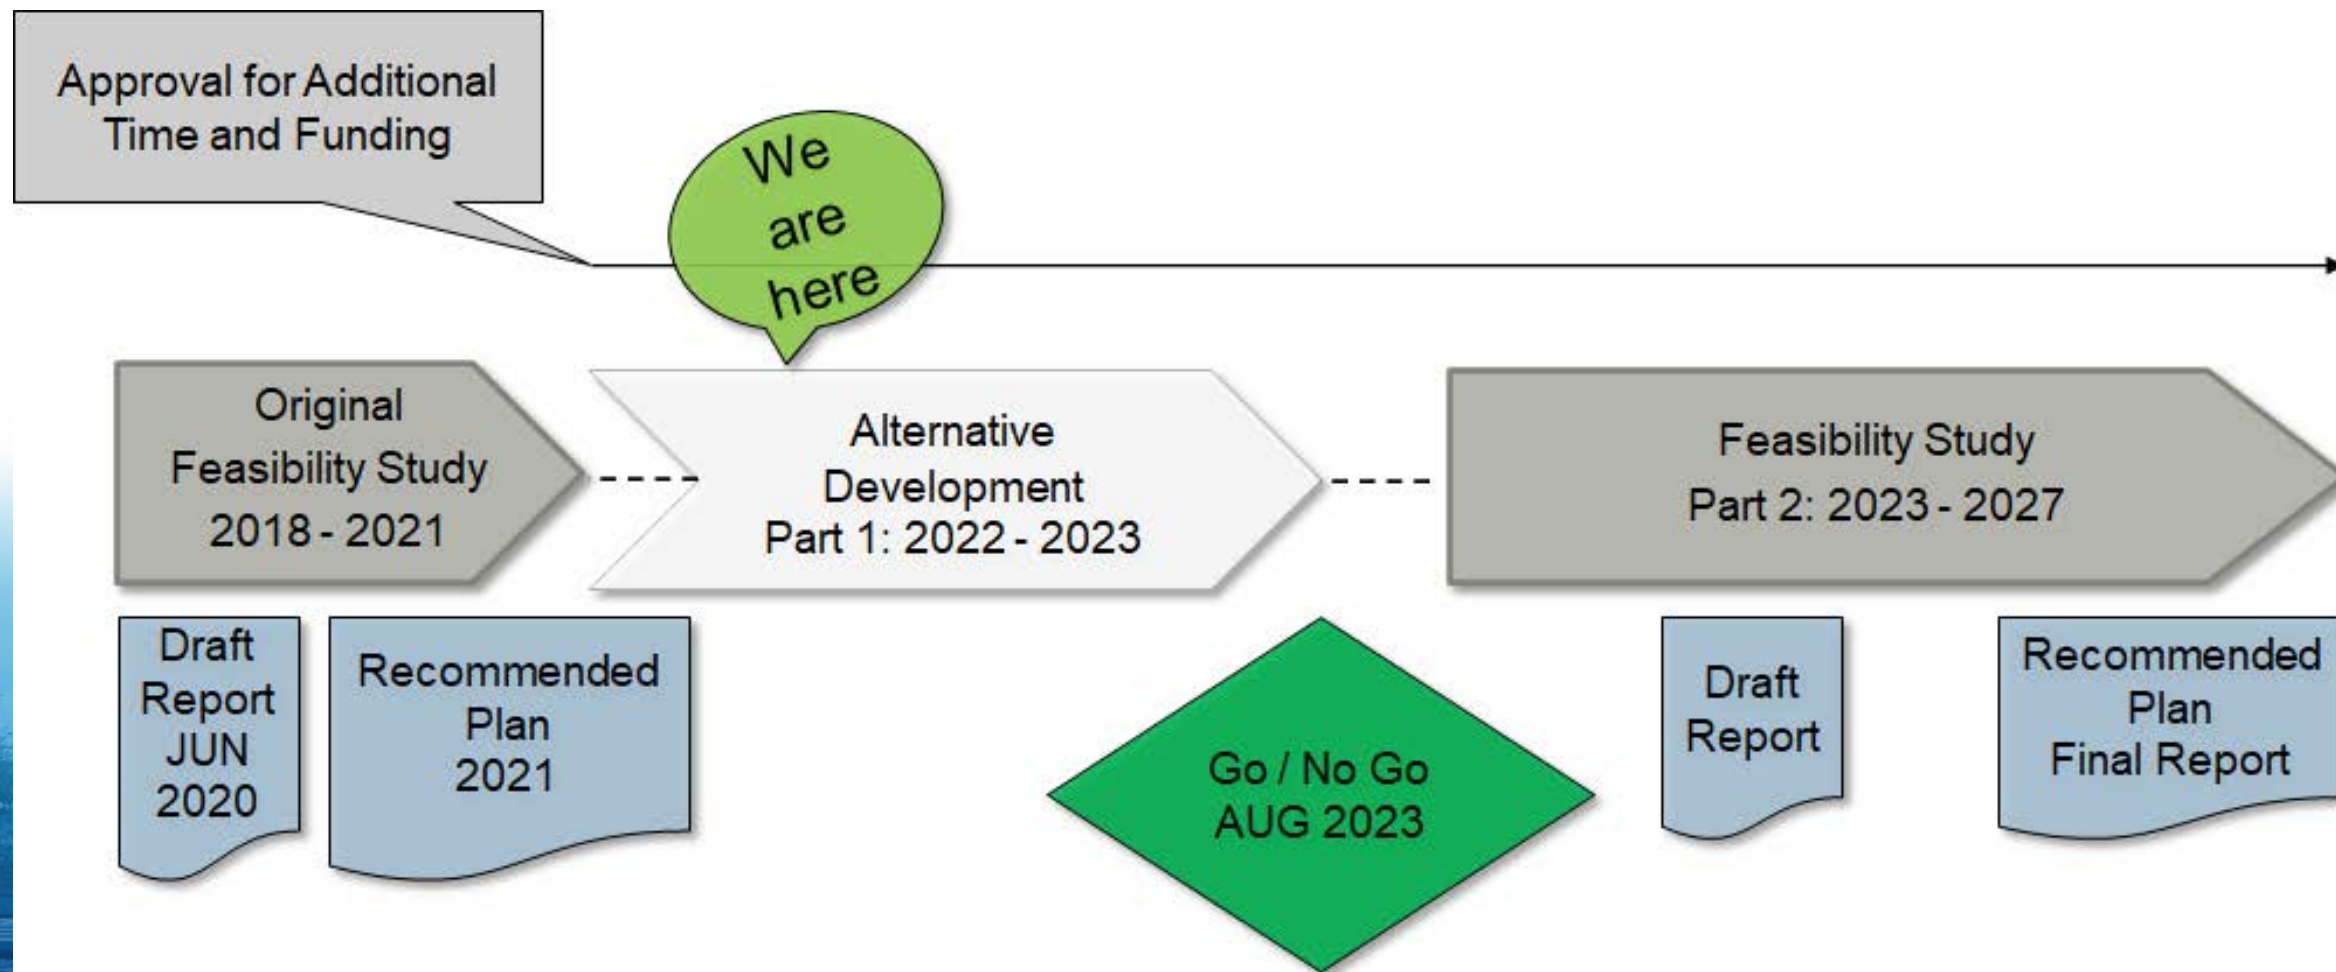 Approval for Additional
Time and Funding
We
are
here
Original
Feasibility Study
2018 - 2021
Alternative
Development
Part 1: 2022 - 2023
Feasibility Study
Part 2: 2023 - 2027
Draft
Report
JUN
2020
Recommended
Plan
2021
Go / No Go
AUG 2023
Draft
Report
Recommended
Plan
Final Report